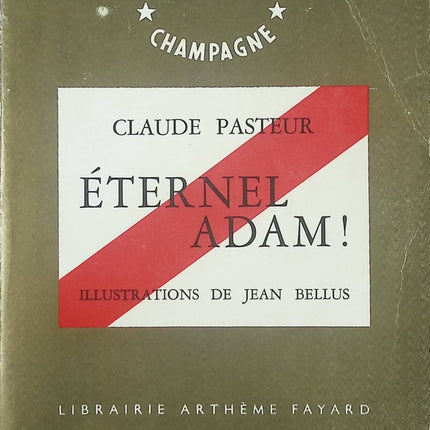 CHAMPAGNE
CLAUDE PASTEUR
ÉTERNEL
ADAM !
ILLUSTRATIONS DE JEAN BELLUS
LIBRAIRIE ARTHÈME FAYARD